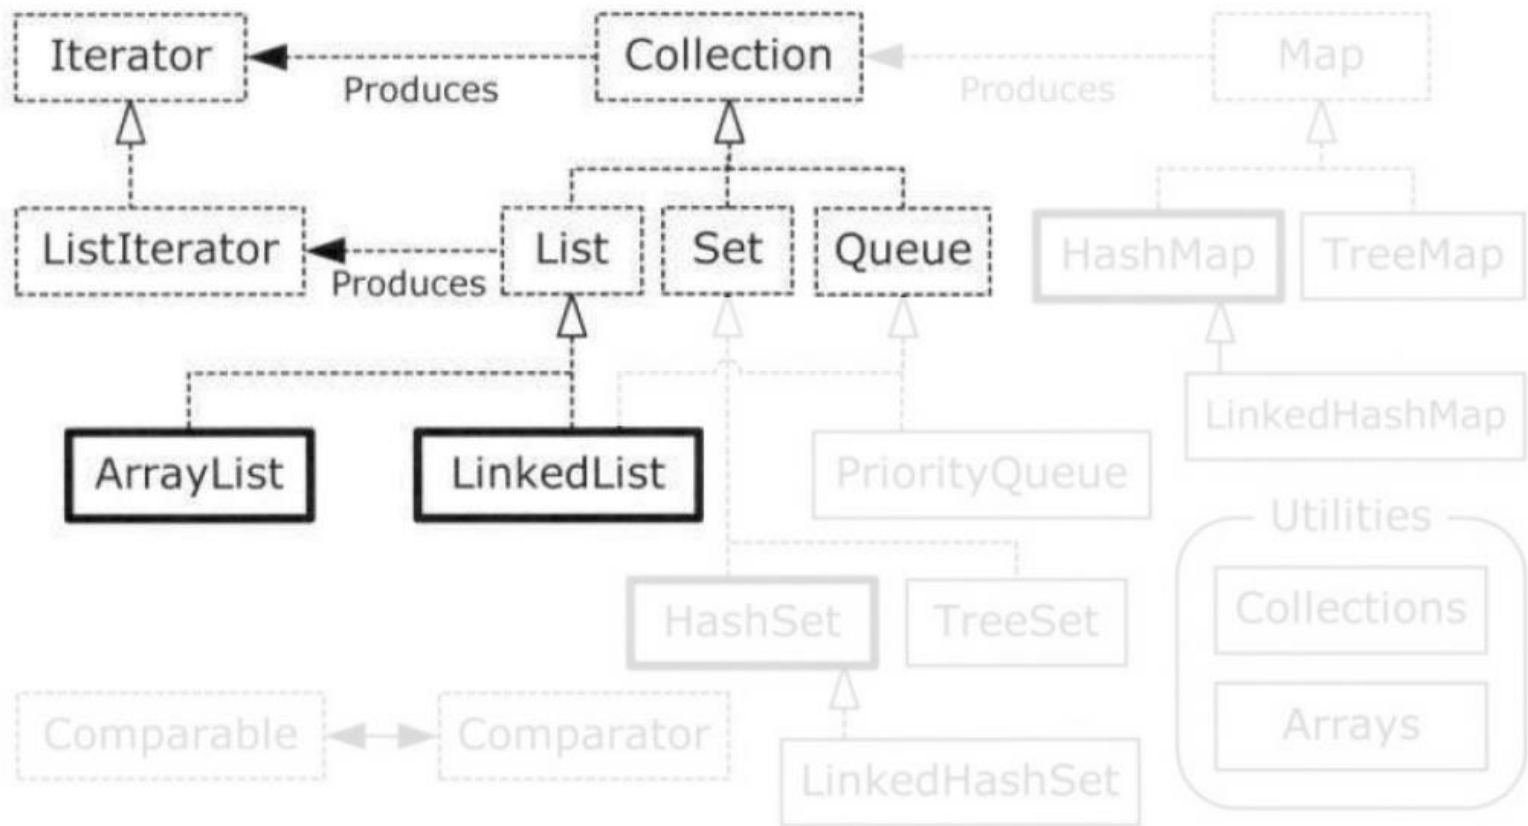 Iterator
Produces
Collection
Produces
Map
ListIterator
Produces
List
Set
Queue
HashMap
TreeMap
ArrayList
LinkedList
PriorityQueue
LinkedHashMap
Utilities
Collections
Arrays
HashSet
TreeSet
Comparable
Comparator
LinkedHashSet